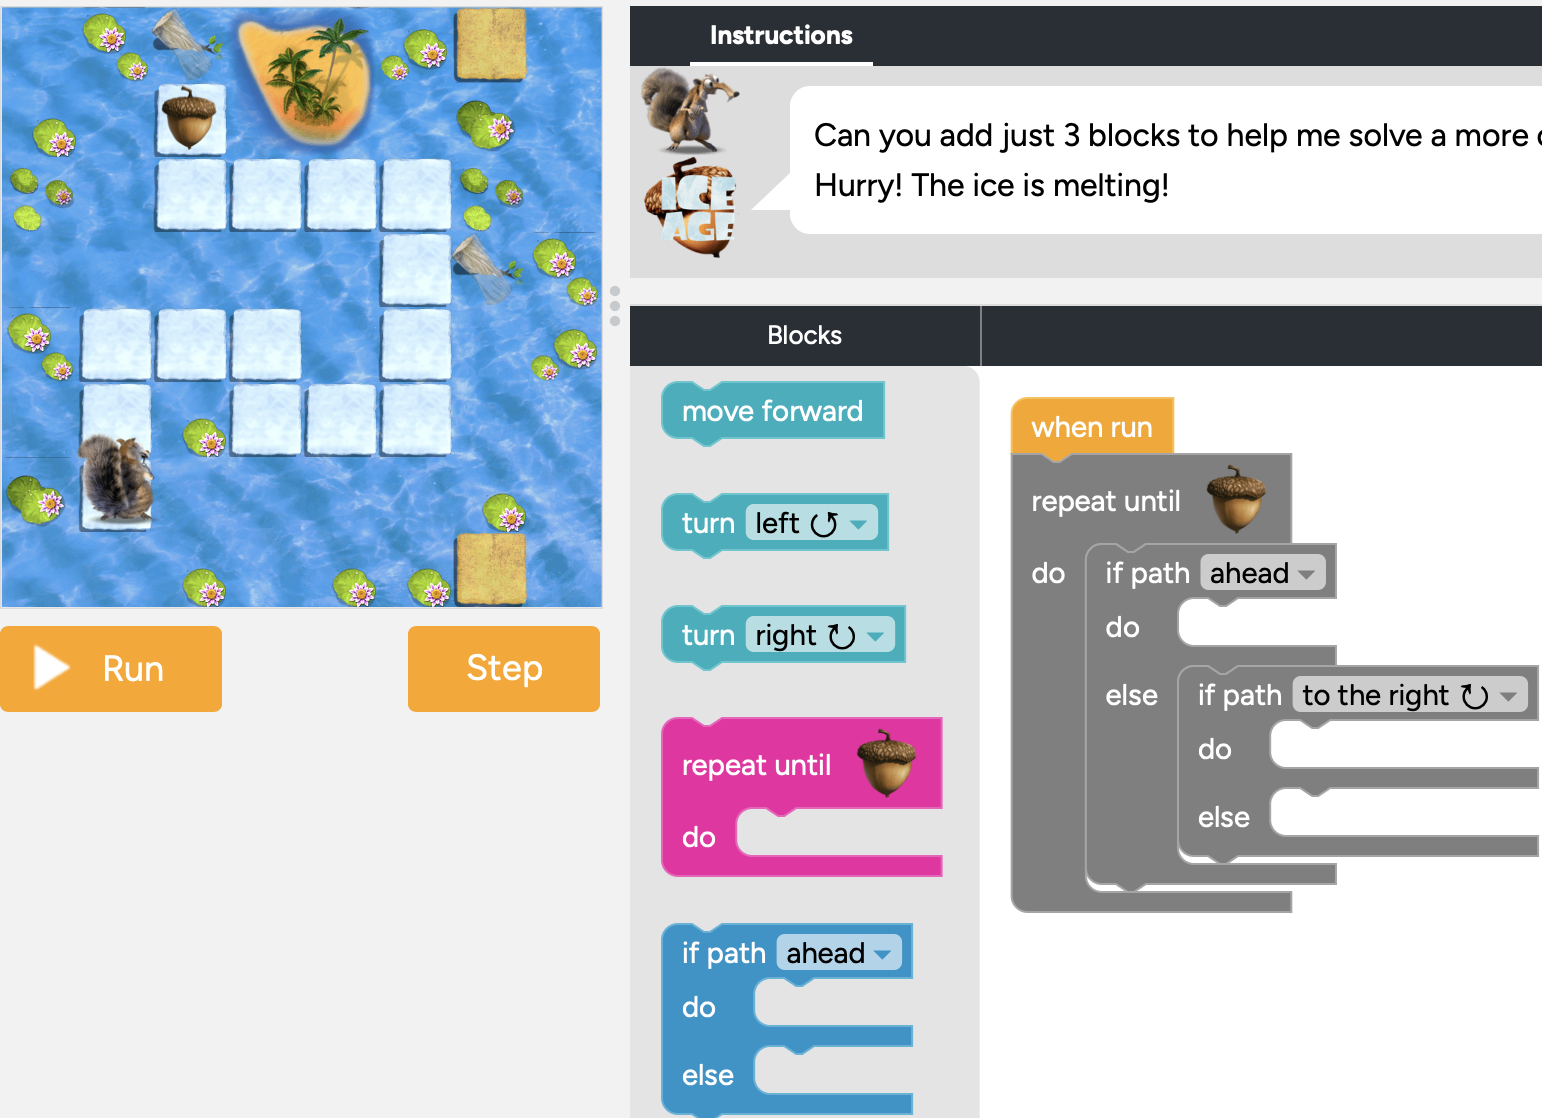 Instructions
ICE
AGE
Can you add just 3 blocks to help me solve a more
Hurry! The ice is melting!
Blocks
move forward
turn left
turn right
repeat until
do
if path ahead
do
else
when run
repeat until
do
if path ahead
do
else
if path to the right
do
else
Run
Step